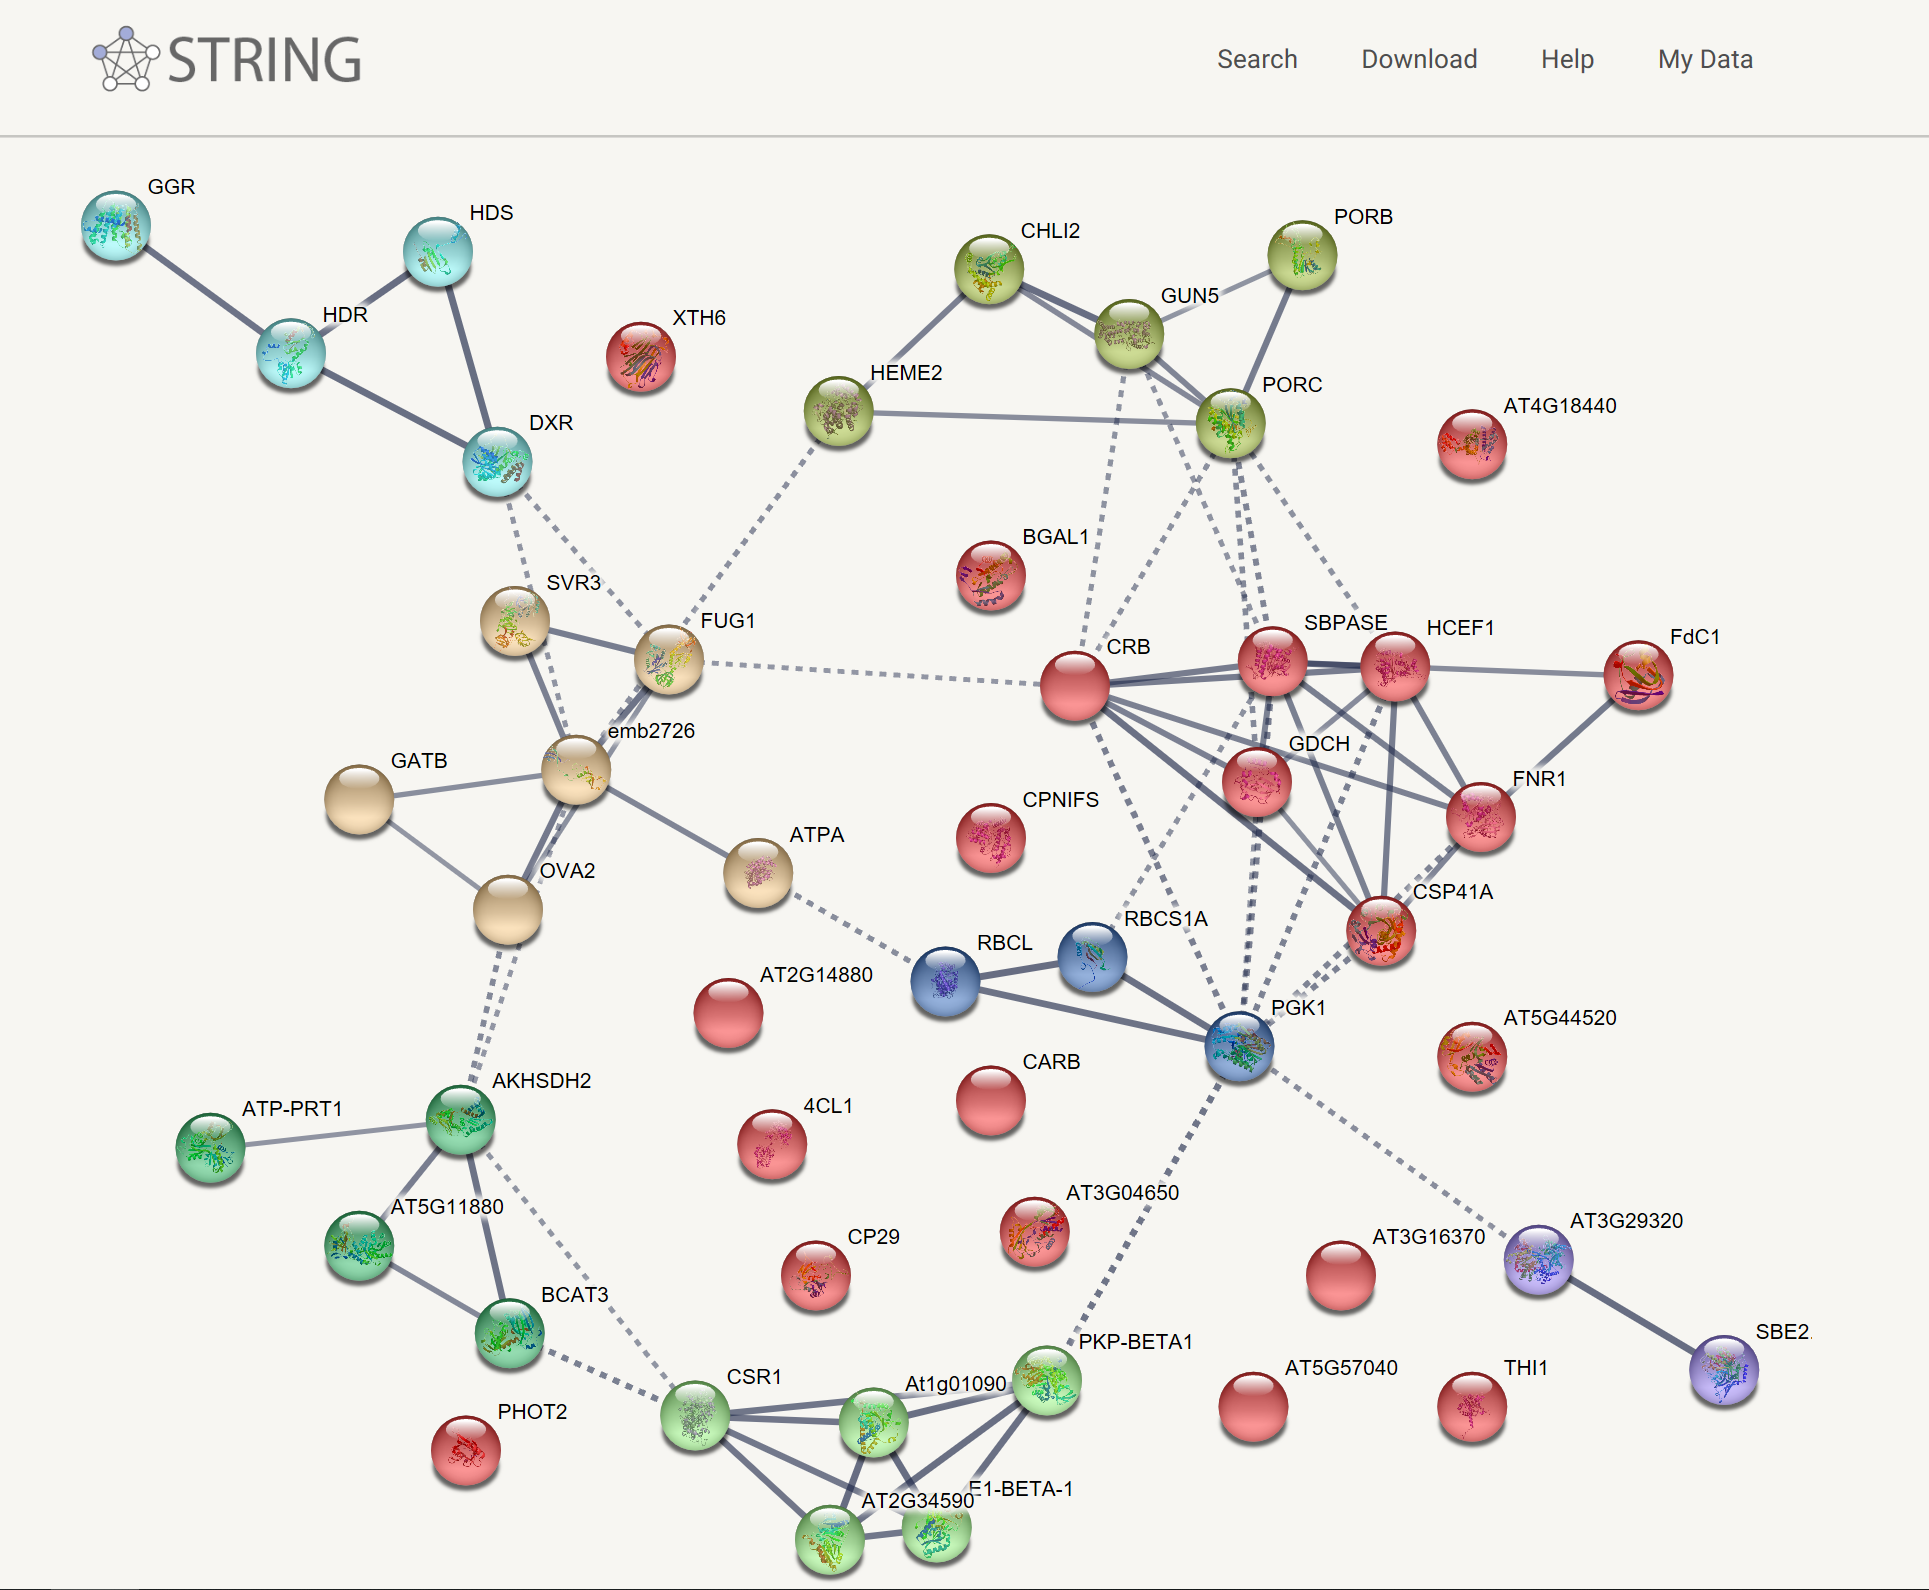 STRING
Search Download Help My Data
GGR
HDS
CHLI2
PORB
GUN5
HDR
XTH6
HEME2
PORC
AT4G18440
DXR
BGAL1
SVR3
FUG1
SBPASE
HCEF1
FdC1
CRB
emb2726
GDCH
GATB
FNR1
CPNIFS
ATPA
OVA2
CSP41A
RBCS1A
RBCL
AT2G14880
PGK1
AT5G44520
CARB
AKHSDH2
ATP-PRT1
4CL1
AT3G04650
AT5G11880
AT3G29320
CP29
AT3G16370
BCAT3
SBE2.
PKP-BETA1
AT5G57040
THI1
CSR1
At1g01090
PHOT2
E1-BETA-1
AT2G34590